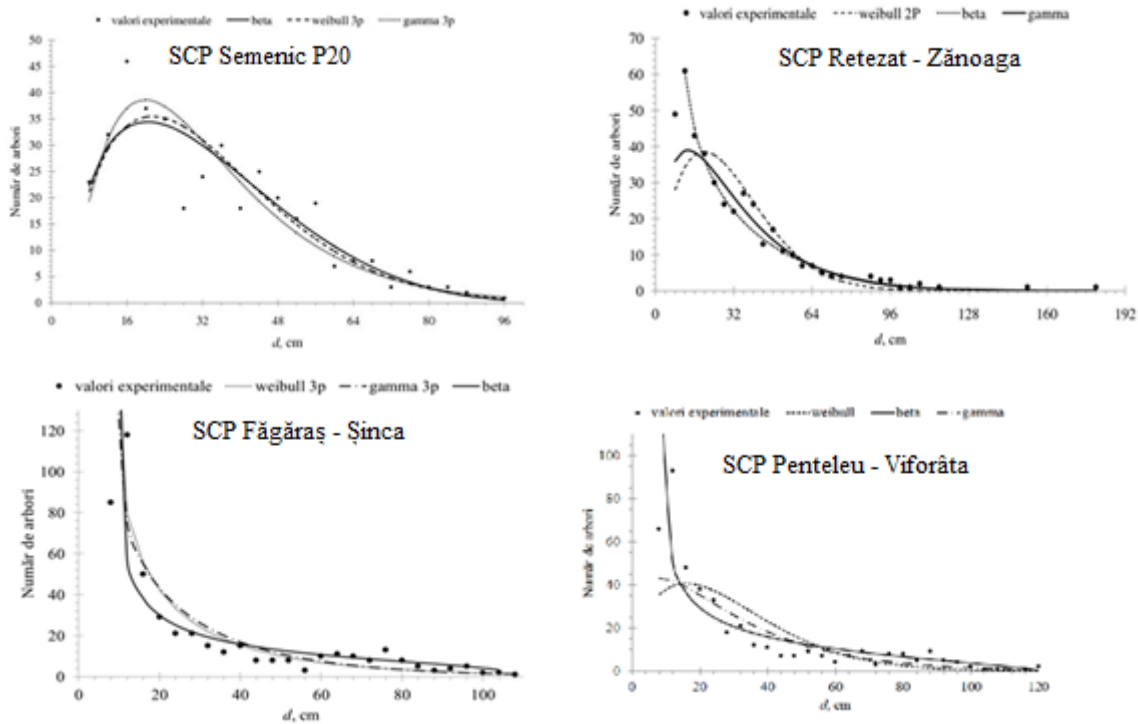 valori experimentale beta weibull 3p gamma 3p
SCP Semenic P20
Număr de arbori
50
45
40
35
30
25
20
15
10
5
0
0 16 32 48 64 80 96
d, cm
valori experimentale weibull 2P beta gamma
SCP Retezat - Zănoaga
Număr de arbori
70
60
50
40
30
20
10
0
0 32 64 96 128 160 192
d, cm
valori experimentale weibull 3p gamma 3p beta
SCP Făgăraș - Șinca
Număr de arbori
120
100
80
60
40
20
0
0 20 40 60 80 100
d, cm
valori experimentale weibull beta gamma
SCP Penteleu - Viforâta
Număr de arbori
100
80
60
40
20
0
0 20 40 60 80 100 120
d, cm